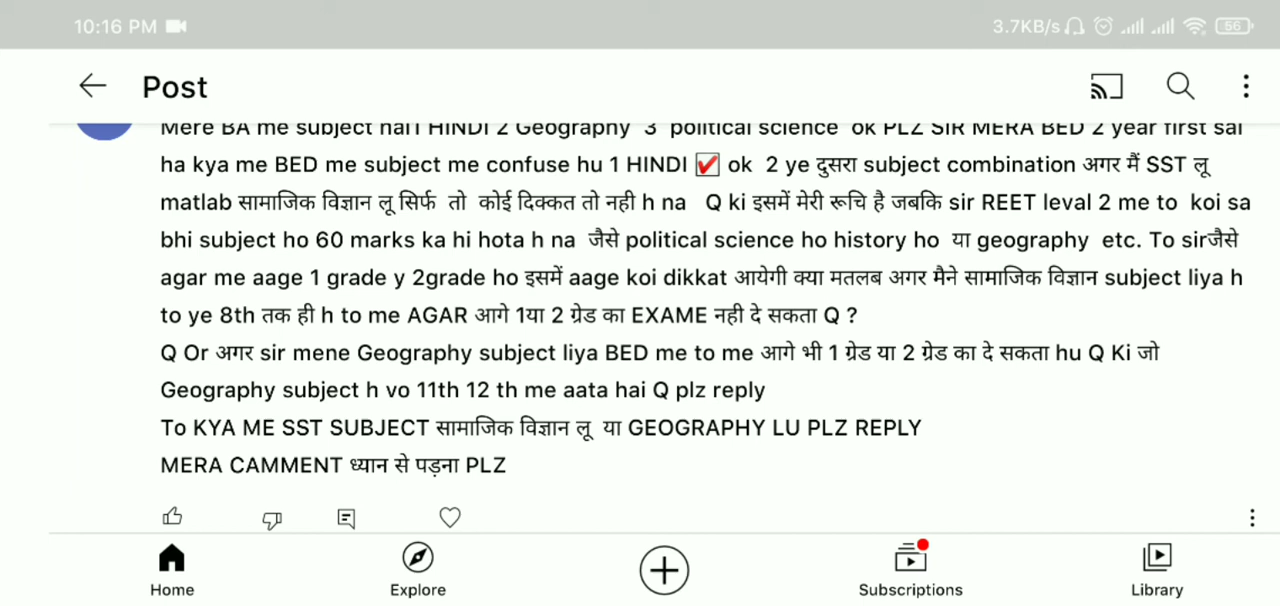 10:16 PM
3.7KB/s
56
Post
Mere BA me subject hai1 HINDI 2 Geography 3 political science ok PLZ SIR MERA BED 2 year first sal
ha kya me BED me subject me confuse hu 1 HINDI ✔ ok 2 ye दुसरा subject combination अगर मैं SST लू
matlab सामाजिक विज्ञान लू सिर्फ तो कोई दिक्कत तो नही h na Q ki इसमें मेरी रूचि है जबकि sir REET leval 2 me to koi sa
bhi subject ho 60 marks ka hi hota h na जैसे political science ho history ho या geography etc. To sirजैसे
agar me aage 1 grade y 2grade ho इसमें aage koi dikkat आयेगी क्या मतलब अगर मैने सामाजिक विज्ञान subject liya h
to ye 8th तक ही h to me AGAR आगे 1या 2 ग्रेड का EXAME नही दे सकता Q ?
Q Or अगर sir mene Geography subject liya BED me to me आगे भी 1 ग्रेड या 2 ग्रेड का दे सकता hu Q Ki जो
Geography subject h vo 11th 12 th me aata hai Q plz reply
To KYA ME SST SUBJECT सामाजिक विज्ञान लू या GEOGRAPHY LU PLZ REPLY
MERA CAMMENT ध्यान से पड़ना PLZ
Home
Explore
Subscriptions
Library